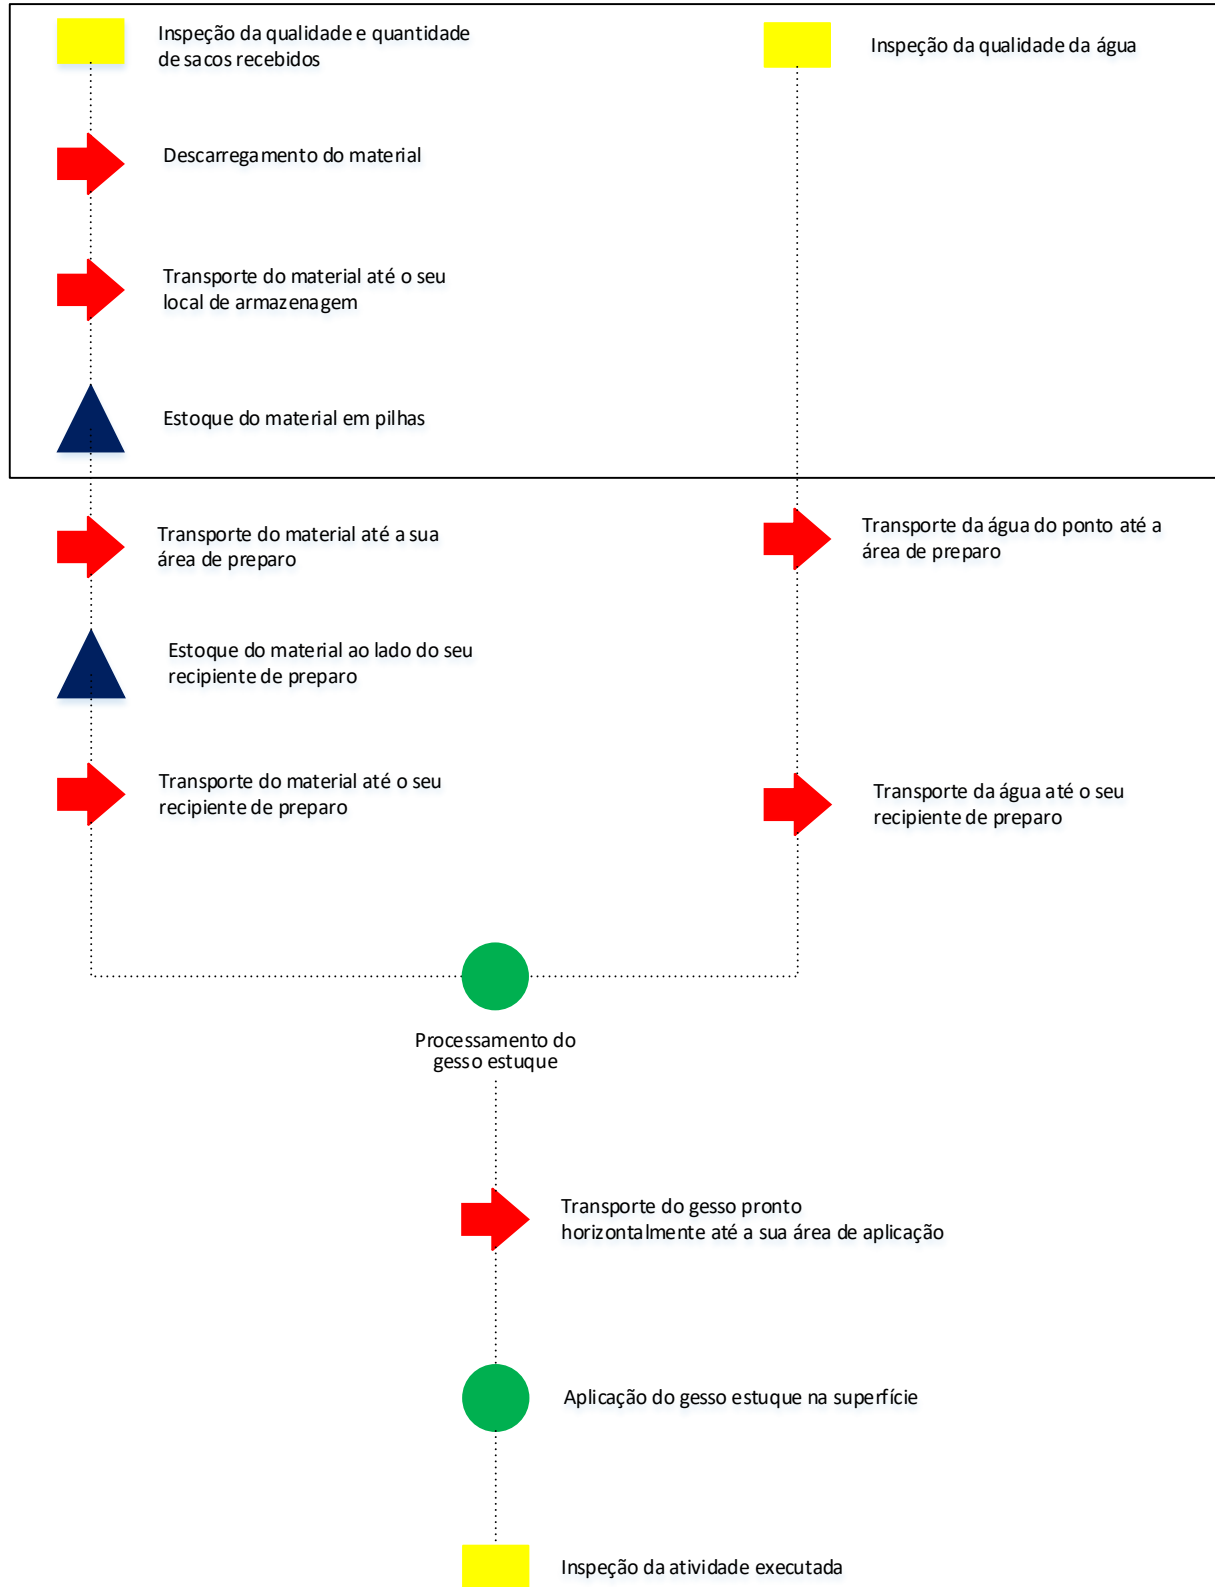 Inspeção da qualidade e quantidade
de sacos recebidos
Inspeção da qualidade da água
Descarregamento do material
Transporte do material até o seu
local de armazenagem
Estoque do material em pilhas
Transporte do material até a sua
área de preparo
Transporte da água do ponto até a
área de preparo
Estoque do material ao lado do seu
recipiente de preparo
Transporte do material até o seu
recipiente de preparo
Transporte da água até o seu
recipiente de preparo
Processamento do
gesso estuque
Transporte do gesso pronto
horizontalmente até a sua área de aplicação
Aplicação do gesso estuque na superfície
Inspeção da atividade executada